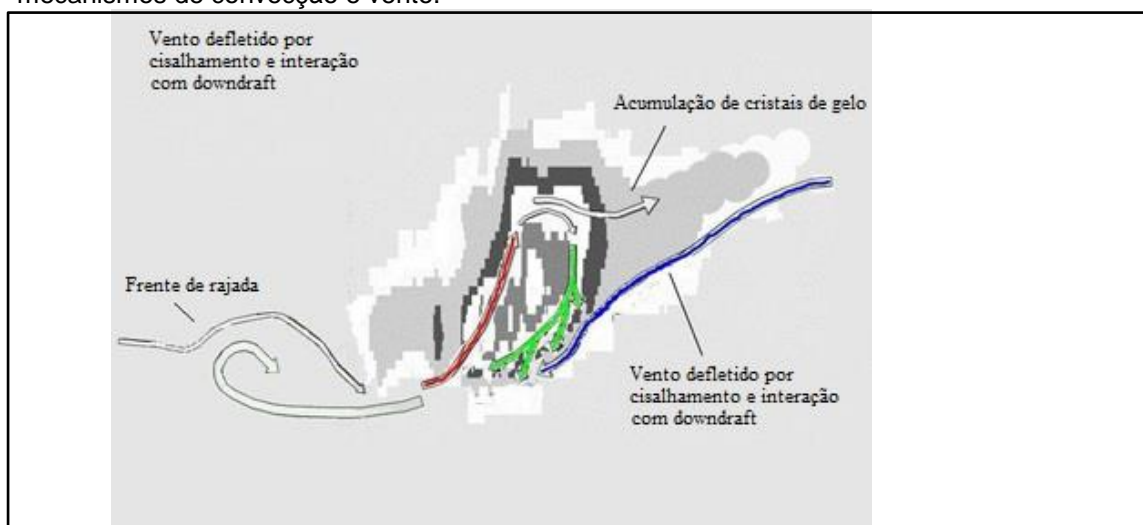 mecanismos de convecção e vento.
Vento defletido por
cisalhamento e interação
com downdraft
Acumulação de cristais de gelo
Frente de rajada
Vento defletido por
cisalhamento e interação
com downdraft